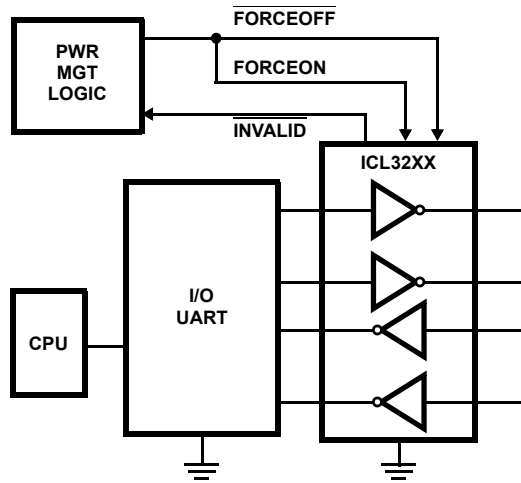 FORCEOFF
PWR
MGT
LOGIC
FORCEON
INVALID
ICL32XX
I/O
UART
CPU